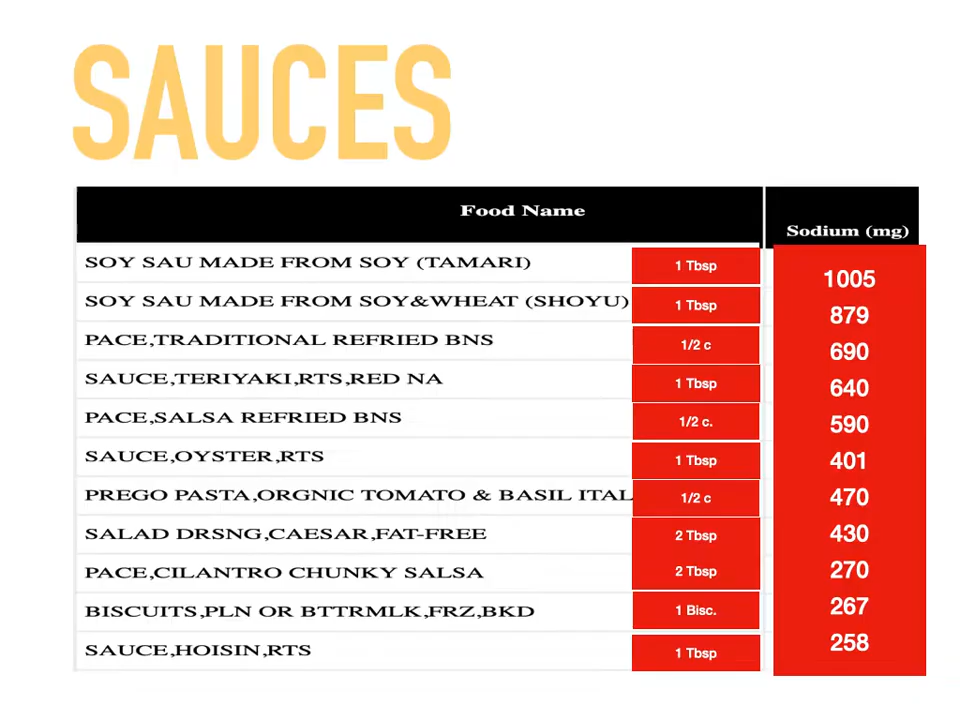 SAUCES
Food Name Sodium (mg)
SOY SAU MADE FROM SOY (TAMARI) 1 Tbsp 1005
SOY SAU MADE FROM SOY&WHEAT (SHOYU) 1 Tbsp 879
PACE,TRADITIONAL REFRIED BNS 1/2 c 690
SAUCE,TERIYAKI,RTS,RED NA 1 Tbsp 640
PACE,SALSA REFRIED BNS 1/2 c. 590
SAUCE,OYSTER,RTS 1 Tbsp 401
PREGO PASTA,ORGNIC TOMATO & BASIL ITAL 1/2 c 470
SALAD DRSNG,CAESAR,FAT-FREE 2 Tbsp 430
PACE,CILANTRO CHUNKY SALSA 2 Tbsp 270
BISCUITS,PLN OR BTTRMLK,FRZ,BKD 1 Bisc. 267
SAUCE,HOISIN,RTS 1 Tbsp 258